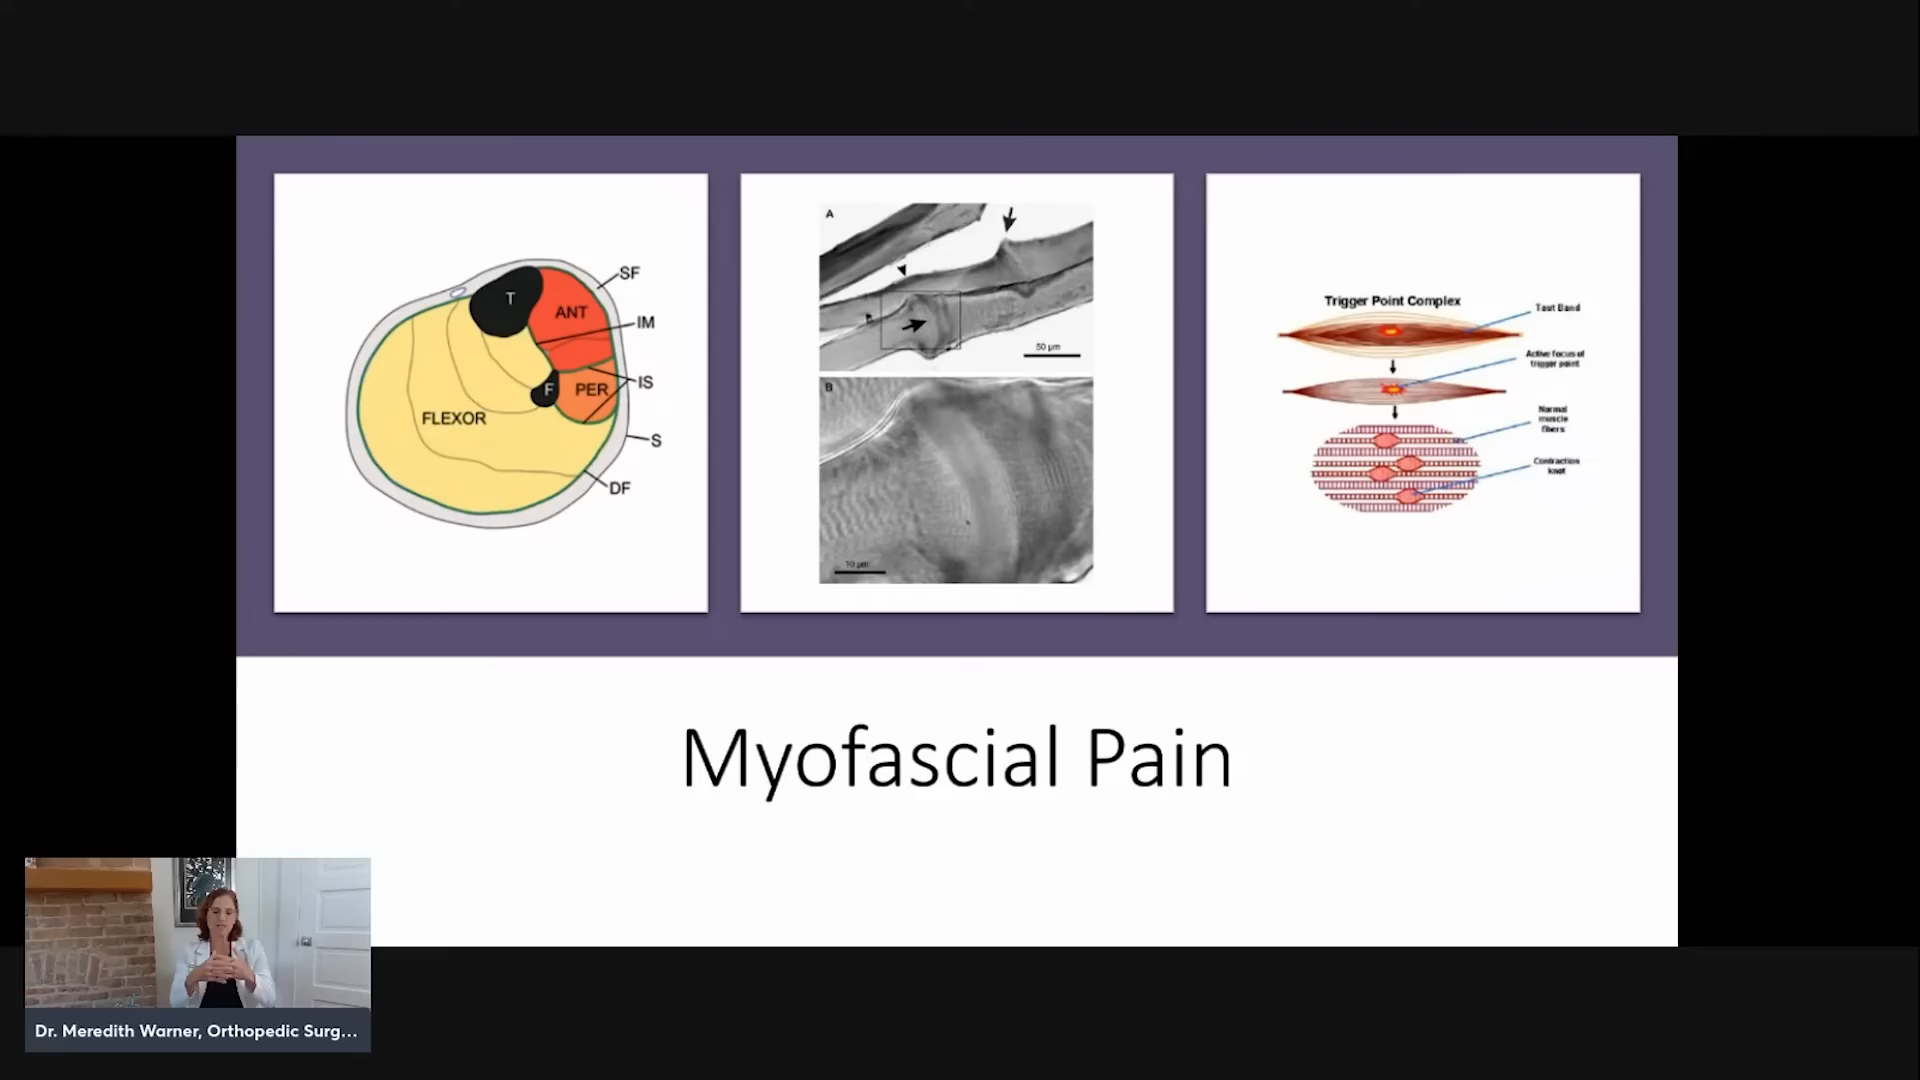 SF
T
ANT
IM
IS
F
PER
FLEXOR
S
DF
A
50 µm
B
10 µm
Trigger Point Complex
Taut Band
Active focus of
trigger point
Normal
muscle
fibers
Contraction
knot
Myofascial Pain
Dr. Meredith Warner, Orthopedic Surg...